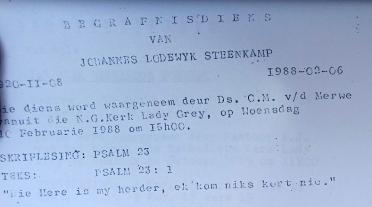 BEGRAFNISDIENS
VAN
JOHANNES LODEWYK STEENKAMP
920-11-08 1988-02-06
ie diens word waargeneem deur Ds. C.M. v/d Merwe
vanuit die N.G.Kerk Lady Grey, op Woensdag
10 Februarie 1988 om 15h00.
SKRIFLESING: PSALM 23
TEKS: PSALM 23: 1
"Die Here is my herder, ek kom niks kort nie."